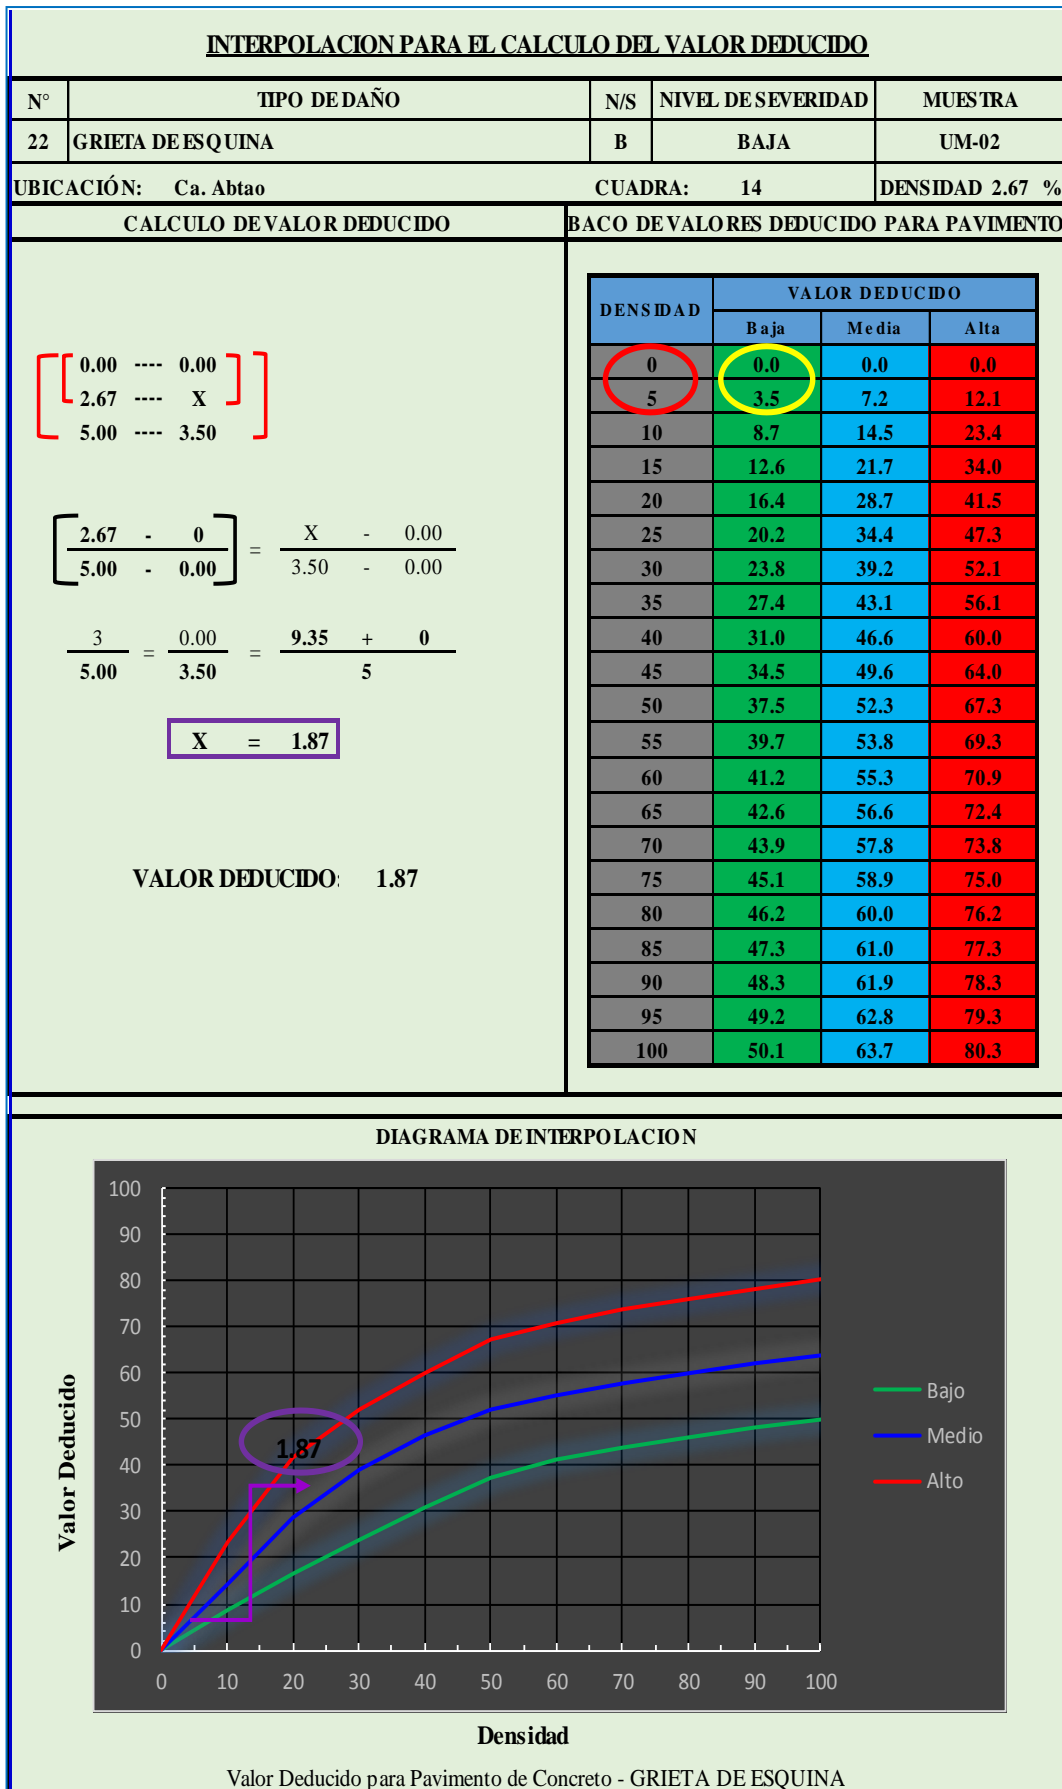 INTERPOLACION PARA EL CALCULO DEL VALOR DEDUCIDO
N° TIPO DE DAÑO N/S NIVEL DE SEVERIDAD MUESTRA
22 GRIETA DE ESQUINA B BAJA UM-02
UBICACIÓN: Ca. Abtao CUADRA: 14 DENSIDAD 2.67 %
CALCULO DE VALOR DEDUCIDO
BACO DE VALORES DEDUCIDO PARA PAVIMENTO
0.00 ---- 0.00
2.67 ---- X
5.00 ---- 3.50
2.67 - 0 = X - 0.00
5.00 - 0.00 3.50 - 0.00
3 = 0.00 = 9.35 + 0
5.00 3.50 5
X = 1.87
VALOR DEDUCIDO: 1.87
DENSIDAD VALOR DEDUCIDO
Baja Media Alta
0 0.0 0.0 0.0
5 3.5 7.2 12.1
10 8.7 14.5 23.4
15 12.6 21.7 34.0
20 16.4 28.7 41.5
25 20.2 34.4 47.3
30 23.8 39.2 52.1
35 27.4 43.1 56.1
40 31.0 46.6 60.0
45 34.5 49.6 64.0
50 37.5 52.3 67.3
55 39.7 53.8 69.3
60 41.2 55.3 70.9
65 42.6 56.6 72.4
70 43.9 57.8 73.8
75 45.1 58.9 75.0
80 46.2 60.0 76.2
85 47.3 61.0 77.3
90 48.3 61.9 78.3
95 49.2 62.8 79.3
100 50.1 63.7 80.3
DIAGRAMA DE INTERPOLACION
100
90
80
70
60
50
40
30
20
10
0
Valor Deducido
1.87
Bajo
Medio
Alto
0 10 20 30 40 50 60 70 80 90 100
Densidad
Valor Deducido para Pavimento de Concreto - GRIETA DE ESQUINA